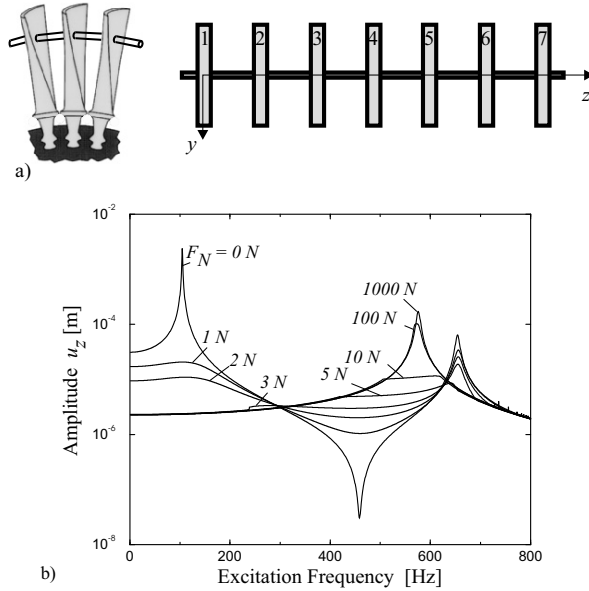 1 2 3 4 5 6 7
z
y
a)
10⁻²
F_N = 0 N
1000 N
100 N
10⁻⁴
1 N
10 N
2 N
5 N
3 N
10⁻⁶
10⁻⁸
Amplitude u_z [m]
0 200 400 600 800
b)
Excitation Frequency [Hz]